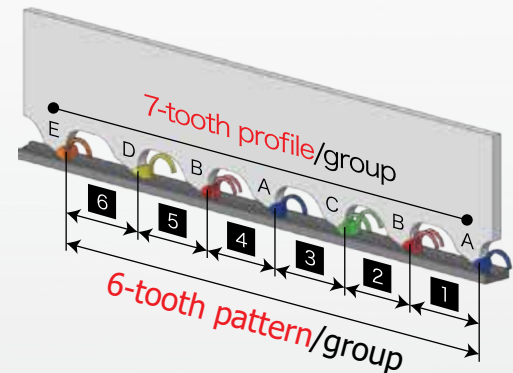 7-tooth profile/group
E
D
B
A
C
B
A
6
5
4
3
2
1
6-tooth pattern/group